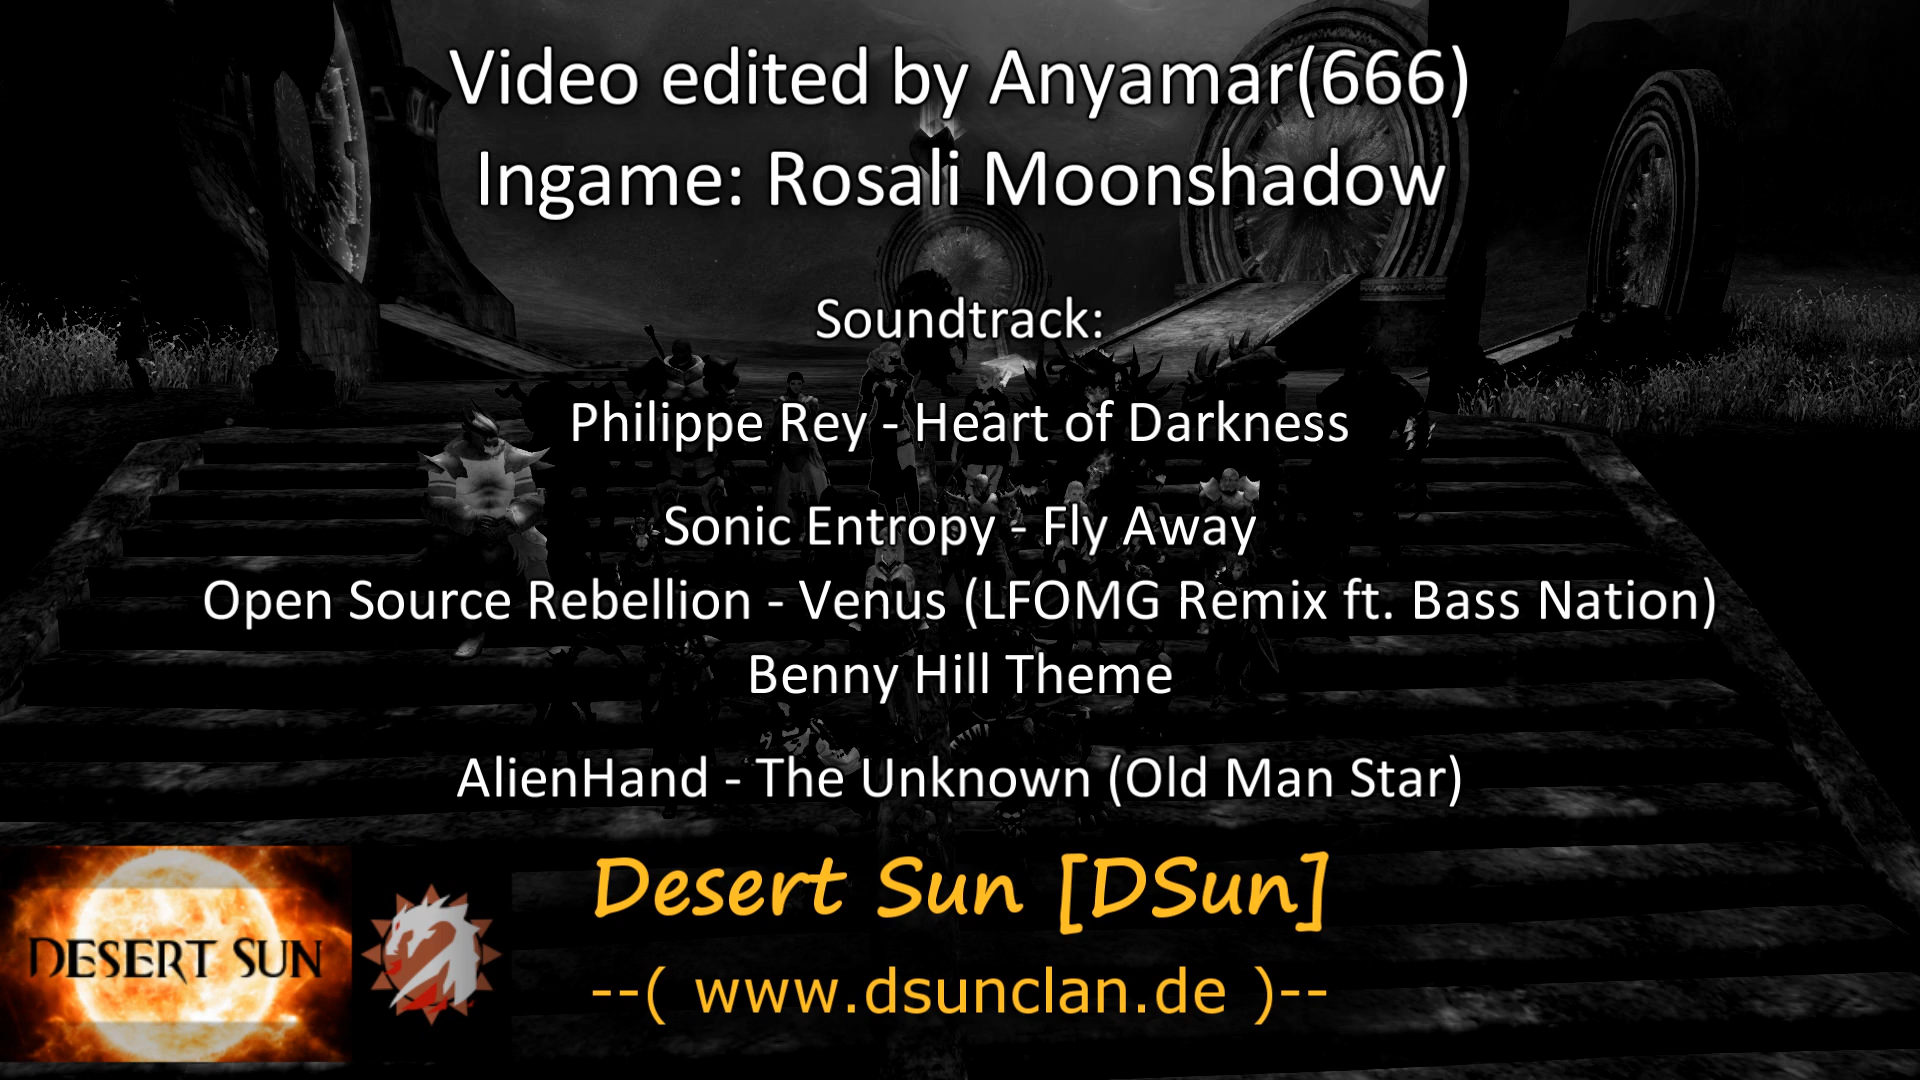 Video edited by Anyamar(666)
Ingame: Rosali Moonshadow
Soundtrack:
Philippe Rey - Heart of Darkness
Sonic Entropy - Fly Away
Open Source Rebellion - Venus (LFOMG Remix ft. Bass Nation)
Benny Hill Theme
AlienHand - The Unknown (Old Man Star)
Desert Sun [DSun]
--( www.dsunclan.de )--
DESERT SUN